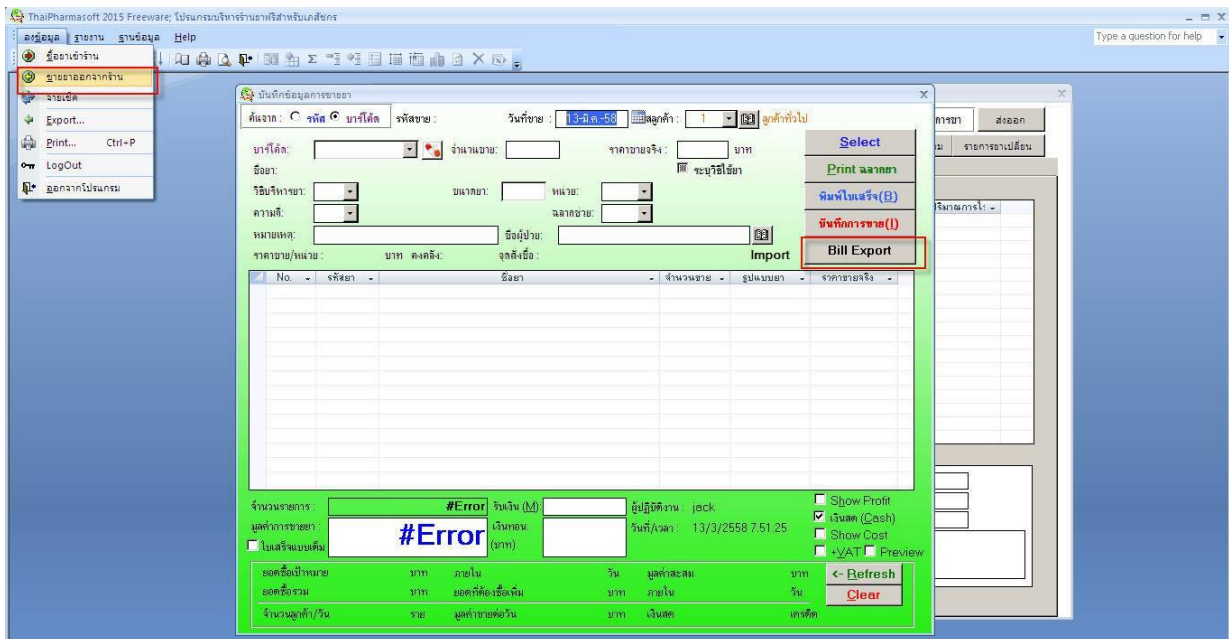 ThaiPharmasoft 2015 Freeware; โปรแกรมบริหารร้านยาฟรีสำหรับเภสัชกร
ลงข้อมูล รายงาน ฐานข้อมูล Help Type a question for help
ซื้อยาเข้าร้าน
ขายยาออกจากร้าน
จ่ายเช็ค
Export...
Print... Ctrl+P
LogOut
ออกจากโปรแกรม
บันทึกข้อมูลการขายยา
ค้นจาก: รหัส บาร์โค้ด รหัสขาย : วันที่ขาย : 13-มี.ค.-58 ลูกค้า : 1 ลูกค้าทั่วไป
บาร์โค้ด: จำนวนขาย: ราคาขายจริง : บาท Select
ชื่อยา: ระบุวิธีใช้ยา Print ฉลากยา
วิธีบริหารยา: ขนาดยา: หน่วย: พิมพ์ใบเสร็จ(B)
ความถี่: ฉลากช่วย: บันทึกการขาย(I)
หมายเหตุ: ชื่อผู้ป่วย:
ราคาขาย/หน่วย : บาท คงคลัง: จุดสั่งซื้อ : Import Bill Export
No. รหัสยา ชื่อยา จำนวนขาย รูปแบบยา ราคาขายจริง
การขา ส่งออก
รายการยาเปลี่ยน
จำนวนรายการ : #Error รับเงิน (M): ผู้ปฏิบัติงาน : jack Show Profit
มูลค่าการขายยา : #Error เงินทอน: วันที่/เวลา : 13/3/2558 7:51:25 เงินสด (Cash)
(บาท) Show Cost
ใบเสร็จแบบเต็ม +VAT Preview
ยอดซื้อเป้าหมาย บาท ภายใน วัน มูลค่าสะสม บาท <- Refresh
ยอดซื้อรวม บาท ยอดที่ต้องซื้อเพิ่ม บาท ภายใน วัน Clear
จำนวนลูกค้า/วัน ราย มูลค่าขายต่อวัน บาท เงินสด เครดิต